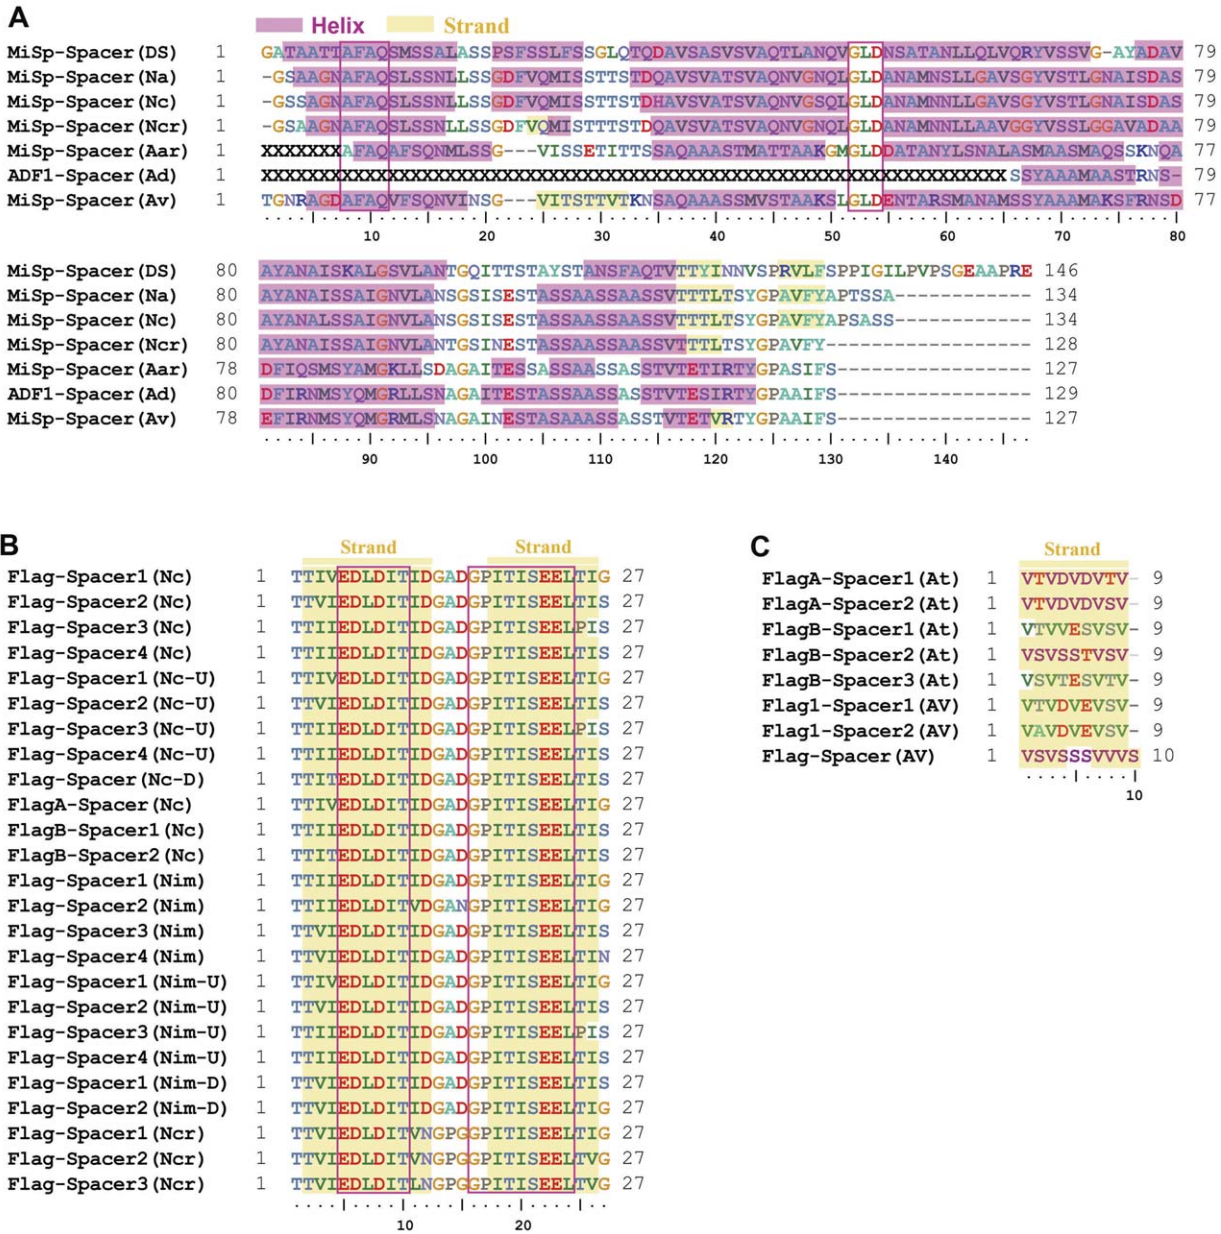 A
Helix Strand
MiSp-Spacer(DS) 1 GATAATTAFAQSMSSALASSPSFSSLFSSGLQTQDAVSASVSVAQTLANQVGLDNSATANLLQLVQRYVSSVG-AYADAV 79
MiSp-Spacer(Na) 1 -GSAAGNAFAQSLSSNLLSSGDFVQMISSTTSTDQAVSVATSVAQNVGNQLGLDANAMNSLLGAVSGYVSTLGNAISDAS 79
MiSp-Spacer(Nc) 1 -GSSAGNAFAQSLSSNLLSSGDFVQMISSTTSTDHAVSVATSVAQNVGSQLGLDANAMNNLLGAVSGYVSTLGNAISDAS 79
MiSp-Spacer(Ncr) 1 -GSAAGNAFAQSLSSNLLSSGDFVQMISTTTSTDQAVSVATSVAQNVGNQLGLDANAMNNLLAAVGGYVSSLGGAVADAA 79
MiSp-Spacer(Aar) 1 XXXXXXXAFAQAFSQNMLSSG---VISSETITTSSAQAAASTMATTAAKGMGLDDATANYLSNALASMAASMAQSSKNQA 77
ADF1-Spacer(Ad) 1 XXXXXXXXXXXXXXXXXXXXXXXXXXXXXXXXXXXXXXXXXXXXXXXXXXXXXXXXXXXXXXXXXSSYAAAMAASTRNS- 79
MiSp-Spacer(Av) 1 TGNRAGDAFAQVFSQNVINSG---VITSTTVTKNSAQAAASSMVSTAAKSLGLDENTARSMANAMSSYAAAMAKSFRNSD 77
10 20 30 40 50 60 70 80
MiSp-Spacer(DS) 80 AYANAISKALGSVLANTGQITTSTAYSTANSFAQTVTTYINNVSPRVLFSPPIGILPVPSGEAAPRE 146
MiSp-Spacer(Na) 80 AYANAISSAIGNVLANSGSISESTASSAASSAASSVTTTLTSYGPAVFYAPTSSA------------ 134
MiSp-Spacer(Nc) 80 AYANALSSAIGNVLANSGSISESTASSAASSAASSVTTTLTSYGPAVFYAPSASS------------ 134
MiSp-Spacer(Ncr) 80 AYANAISSAIGNVLANTGSINESTASSAASSAASSVTTTLTSYGPAVFY------------------ 128
MiSp-Spacer(Aar) 78 DFIQSMSYAMGKLLSDAGAITESSASSAASSASSTVTETIRTYGPASIFS----------------- 127
ADF1-Spacer(Ad) 80 DFIRNMSYQMGRLLSNAGAITESTASSAASSASSTVTESIRTYGPAAIFS----------------- 129
MiSp-Spacer(Av) 78 EFIRNMSYQMGRMLSNAGAINESTASAAASSASSTVTETVRTYGPAAIFS----------------- 127
90 100 110 120 130 140
B
Strand Strand
Flag-Spacer1(Nc) 1 TTIVEDLDITIDGADGPITISEELTIG 27
Flag-Spacer2(Nc) 1 TTVIEDLDITIDGADGPITISEELTIS 27
Flag-Spacer3(Nc) 1 TTIIEDLDITIDGADGPITISEELPIS 27
Flag-Spacer4(Nc) 1 TTIIEDLDITIDGADGPITISEELTIS 27
Flag-Spacer1(Nc-U) 1 TTIVEDLDITIDGADGPITISEELTIG 27
Flag-Spacer2(Nc-U) 1 TTVIEDLDITIDGADGPITISEELTIS 27
Flag-Spacer3(Nc-U) 1 TTIIEDLDITIDGADGPITISEELPIS 27
Flag-Spacer4(Nc-U) 1 TTVIEDLDITIDGADGPITISEELTIS 27
Flag-Spacer(Nc-D) 1 TTITEDLDITIDGADGPITISEELTIS 27
FlagA-Spacer(Nc) 1 TTIVEDLDITIDGADGPITISEELTIG 27
FlagB-Spacer1(Nc) 1 TTVIEDLDITIDGADGPITISEELTIS 27
FlagB-Spacer2(Nc) 1 TTITEDLDITIDGADGPITISEELTIS 27
Flag-Spacer1(Nim) 1 TTIIEDLDITIDGADGPITISEELTIG 27
Flag-Spacer2(Nim) 1 TTIIEDLDITVDGANGPITISEELTIG 27
Flag-Spacer3(Nim) 1 TTVIEDLDITIDGADGPITISEELTIS 27
Flag-Spacer4(Nim) 1 TTVIEDLDITIDGADGPITISEELTIN 27
Flag-Spacer1(Nim-U) 1 TTIVEDLDITIDGADGPITISEELTIG 27
Flag-Spacer2(Nim-U) 1 TTVIEDLDITIDGADGPITISEELTIS 27
Flag-Spacer3(Nim-U) 1 TTIIEDLDITIDGADGPITISEELPIS 27
Flag-Spacer4(Nim-U) 1 TTIIEDLDITIDGADGPITISEELTIS 27
Flag-Spacer1(Nim-D) 1 TTVIEDLDITIDGADGPITISEELTIS 27
Flag-Spacer2(Nim-D) 1 TTVIEDLDITIDGADGPITISEELTIG 27
Flag-Spacer1(Ncr) 1 TTVIEDLDITVNGPGGPITISEELTIG 27
Flag-Spacer2(Ncr) 1 TTVIEDLDITVNGPGGPITISEELTVG 27
Flag-Spacer3(Ncr) 1 TTVIEDLDITLNGPGGPITISEELTVG 27
10 20
C
Strand
FlagA-Spacer1(At) 1 VTVDVDVTV- 9
FlagA-Spacer2(At) 1 VTVDVDVSV- 9
FlagB-Spacer1(At) 1 VTVVESVSV- 9
FlagB-Spacer2(At) 1 VSVSSTVSV- 9
FlagB-Spacer3(At) 1 VSVTESVTV- 9
Flag1-Spacer1(AV) 1 VTVDVEVSV- 9
Flag1-Spacer2(AV) 1 VAVDVEVSV- 9
Flag-Spacer(AV) 1 VSVSSSVVVS 10
10